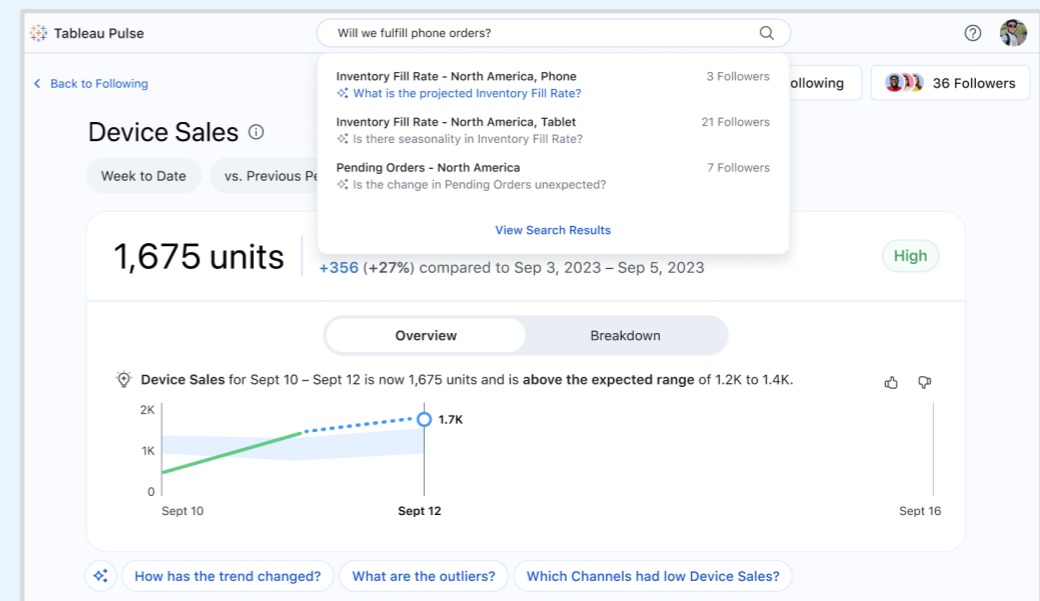 Tableau Pulse
Will we fulfill phone orders?
Back to Following
Inventory Fill Rate - North America, Phone
3 Followers
What is the projected Inventory Fill Rate?
Inventory Fill Rate - North America, Tablet
21 Followers
Is there seasonality in Inventory Fill Rate?
Pending Orders - North America
7 Followers
Is the change in Pending Orders unexpected?
View Search Results
ollowing
36 Followers
Device Sales
Week to Date
vs. Previous Pe
1,675 units
+356 (+27%) compared to Sep 3, 2023 – Sep 5, 2023
High
Overview
Breakdown
Device Sales for Sept 10 – Sept 12 is now 1,675 units and is above the expected range of 1.2K to 1.4K.
2K
1.7K
1K
0
Sept 10
Sept 12
Sept 16
How has the trend changed?
What are the outliers?
Which Channels had low Device Sales?